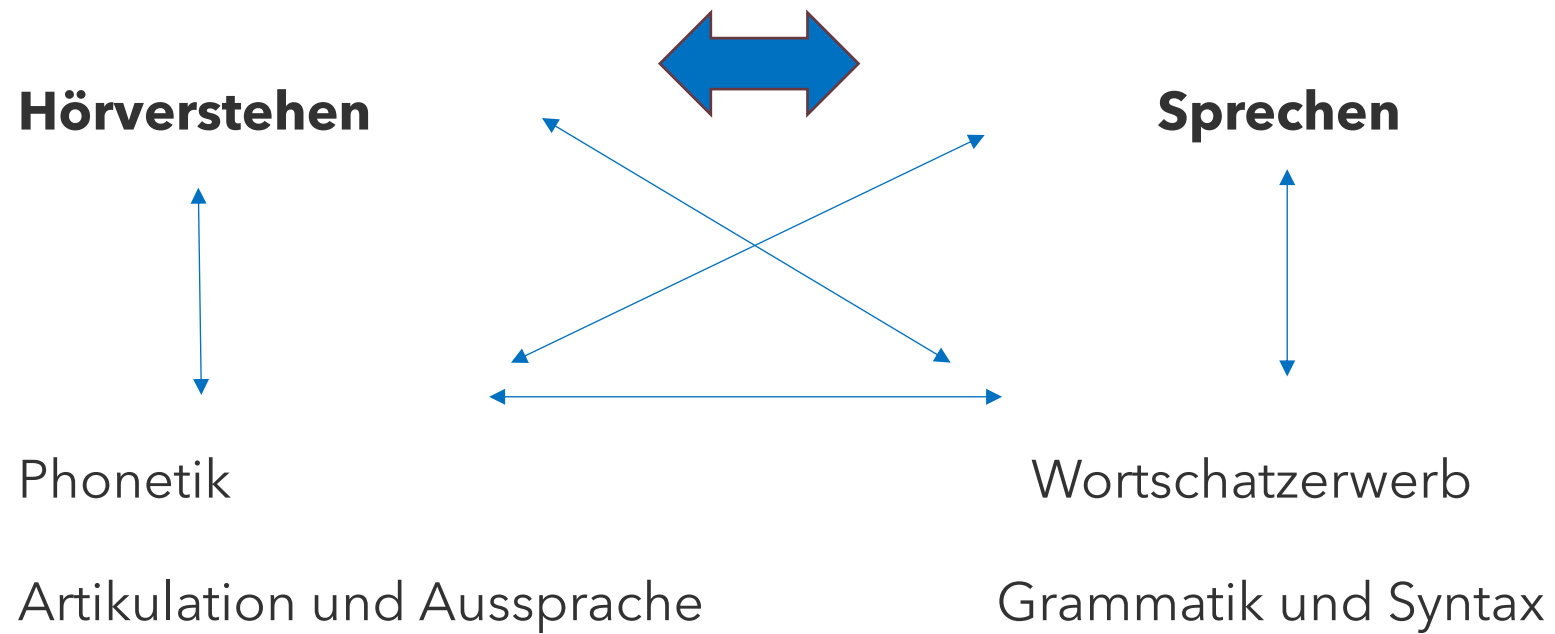 Hörverstehen
Sprechen
Phonetik
Wortschatzerwerb
Artikulation und Aussprache
Grammatik und Syntax